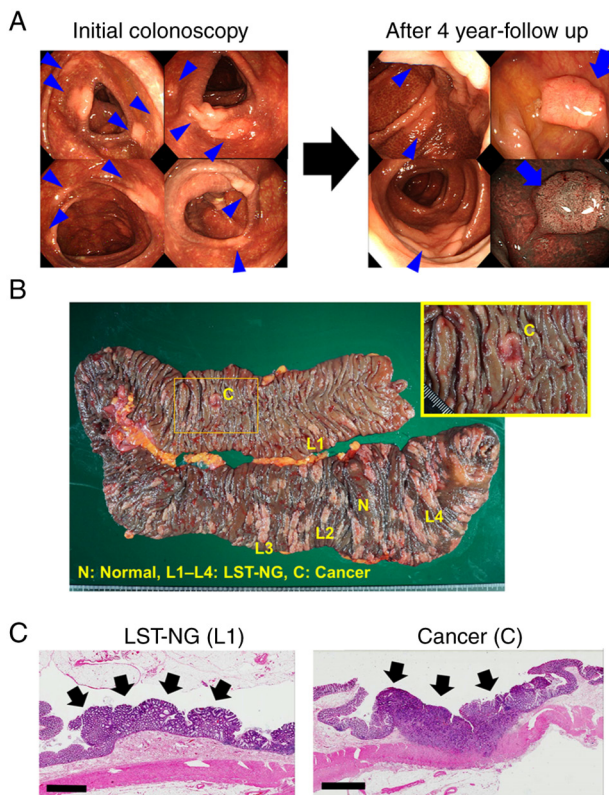 A
Initial colonoscopy
After 4 year-follow up
B
C
C
L1
N
L2
L4
L3
N: Normal, L1–L4: LST-NG, C: Cancer
C
LST-NG (L1)
Cancer (C)